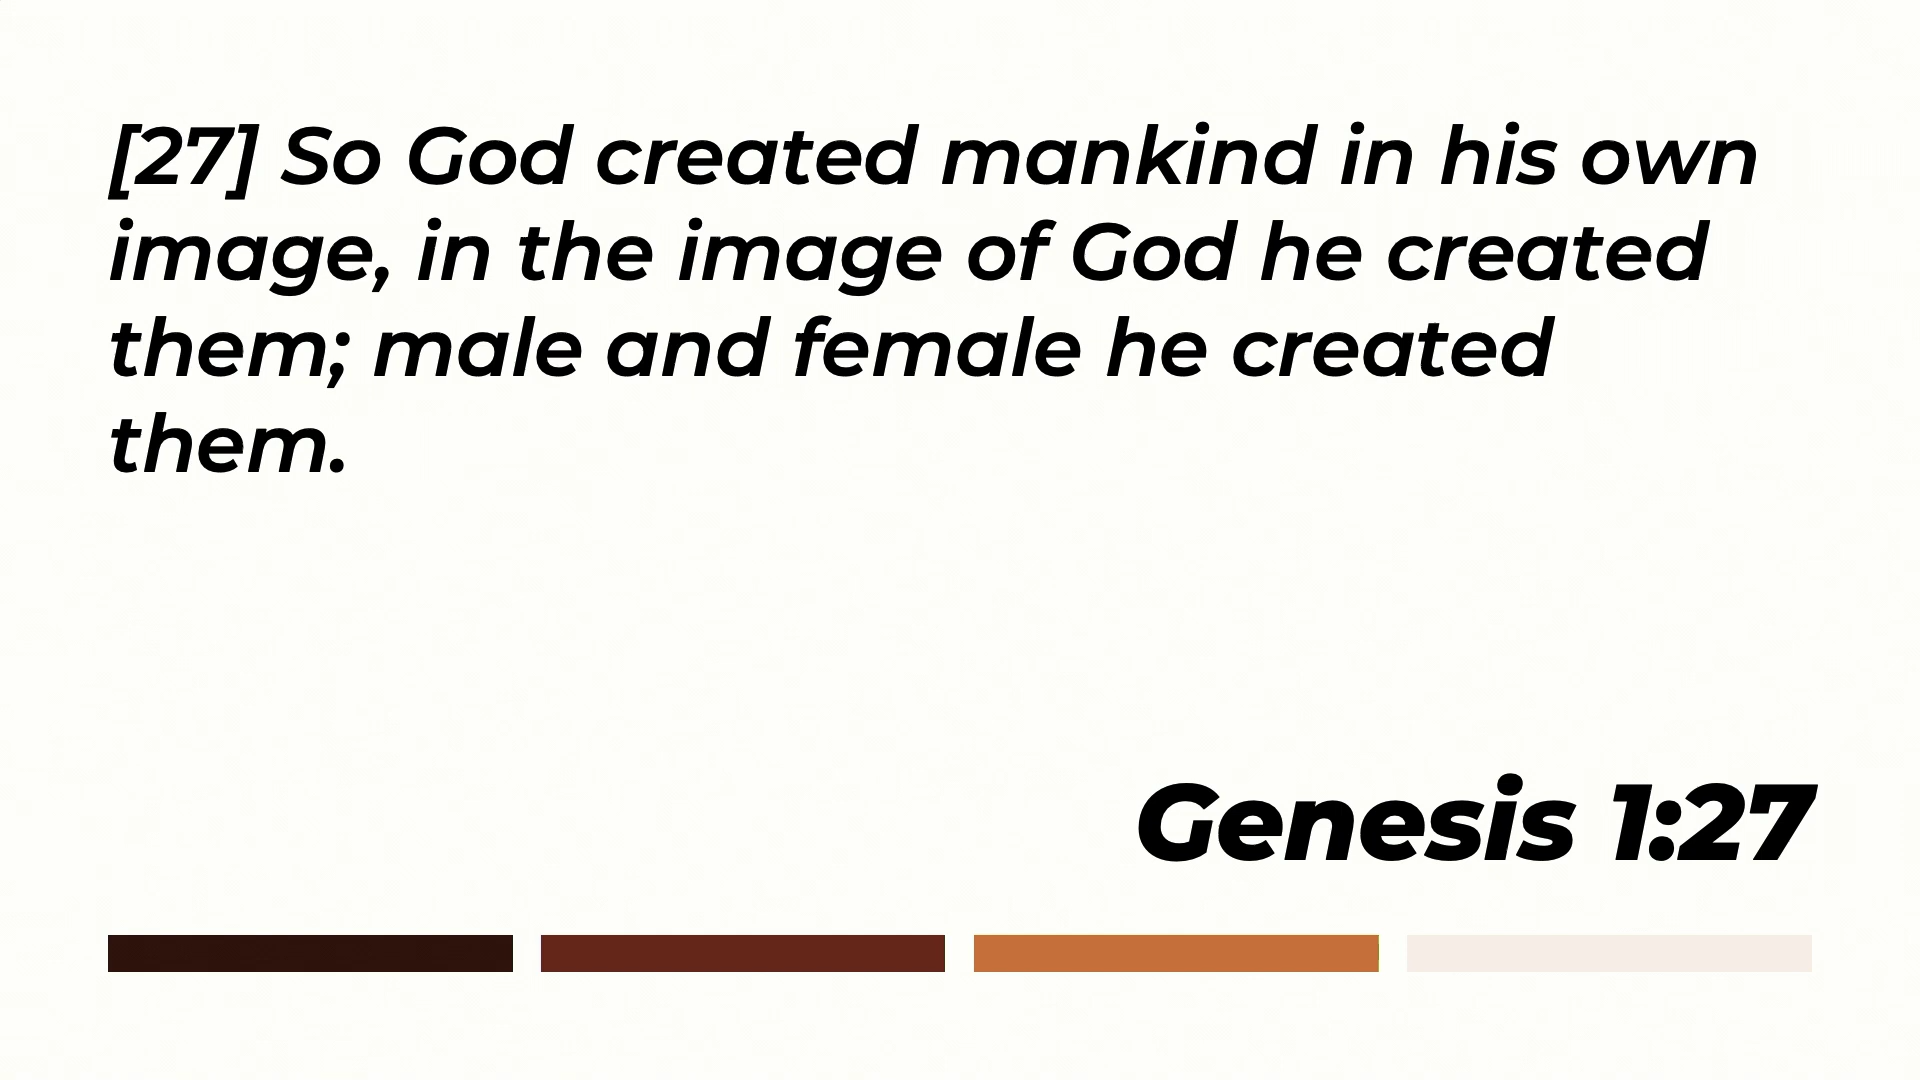 [27] So God created mankind in his own
image, in the image of God he created
them; male and female he created
them.
Genesis 1:27